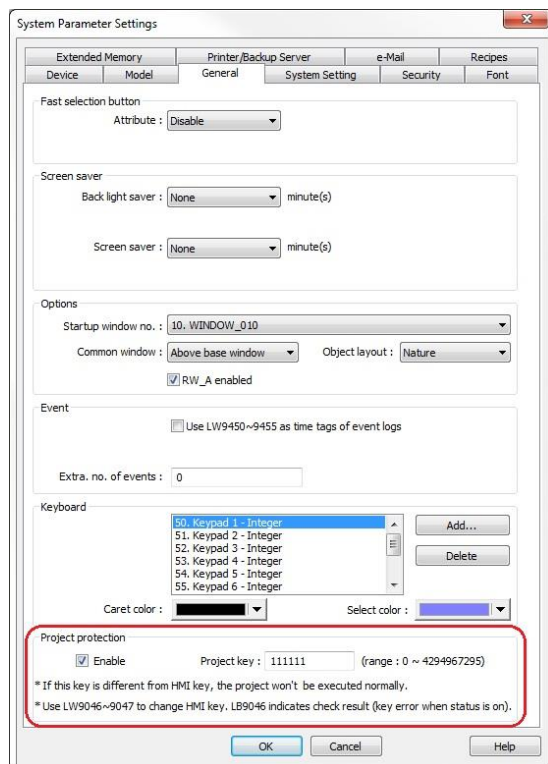 System Parameter Settings
Extended Memory Printer/Backup Server e-Mail Recipes
Device Model General System Setting Security Font
Fast selection button
Attribute : Disable
Screen saver
Back light saver : None minute(s)
Screen saver : None minute(s)
Options
Startup window no. : 10. WINDOW_010
Common window : Above base window Object layout : Nature
RW_A enabled
Event
Use LW9450~9455 as time tags of event logs
Extra. no. of events : 0
Keyboard
50. Keypad 1 - Integer
51. Keypad 2 - Integer
52. Keypad 3 - Integer
53. Keypad 4 - Integer
54. Keypad 5 - Integer
55. Keypad 6 - Integer
Add...
Delete
Caret color : Select color :
Project protection
Enable Project key : 111111 (range : 0 ~ 4294967295)
* If this key is different from HMI key, the project won't be executed normally.
* Use LW9046~9047 to change HMI key. LB9046 indicates check result (key error when status is on).
OK Cancel Help